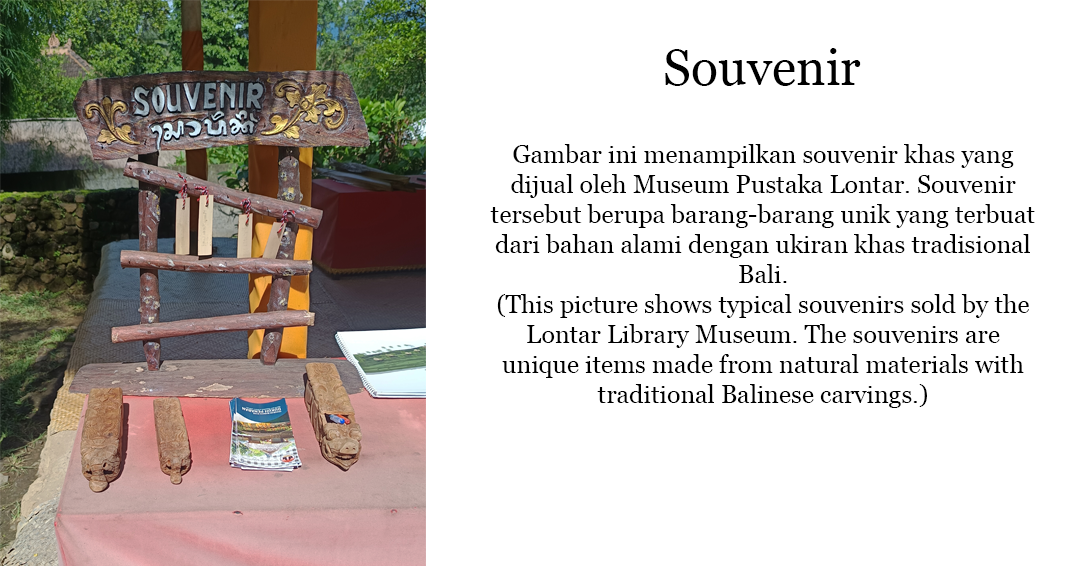 SOUVENIR
Souvenir
Gambar ini menampilkan souvenir khas yang
dijual oleh Museum Pustaka Lontar. Souvenir
tersebut berupa barang-barang unik yang terbuat
dari bahan alami dengan ukiran khas tradisional
Bali.
(This picture shows typical souvenirs sold by the
Lontar Library Museum. The souvenirs are
unique items made from natural materials with
traditional Balinese carvings.)